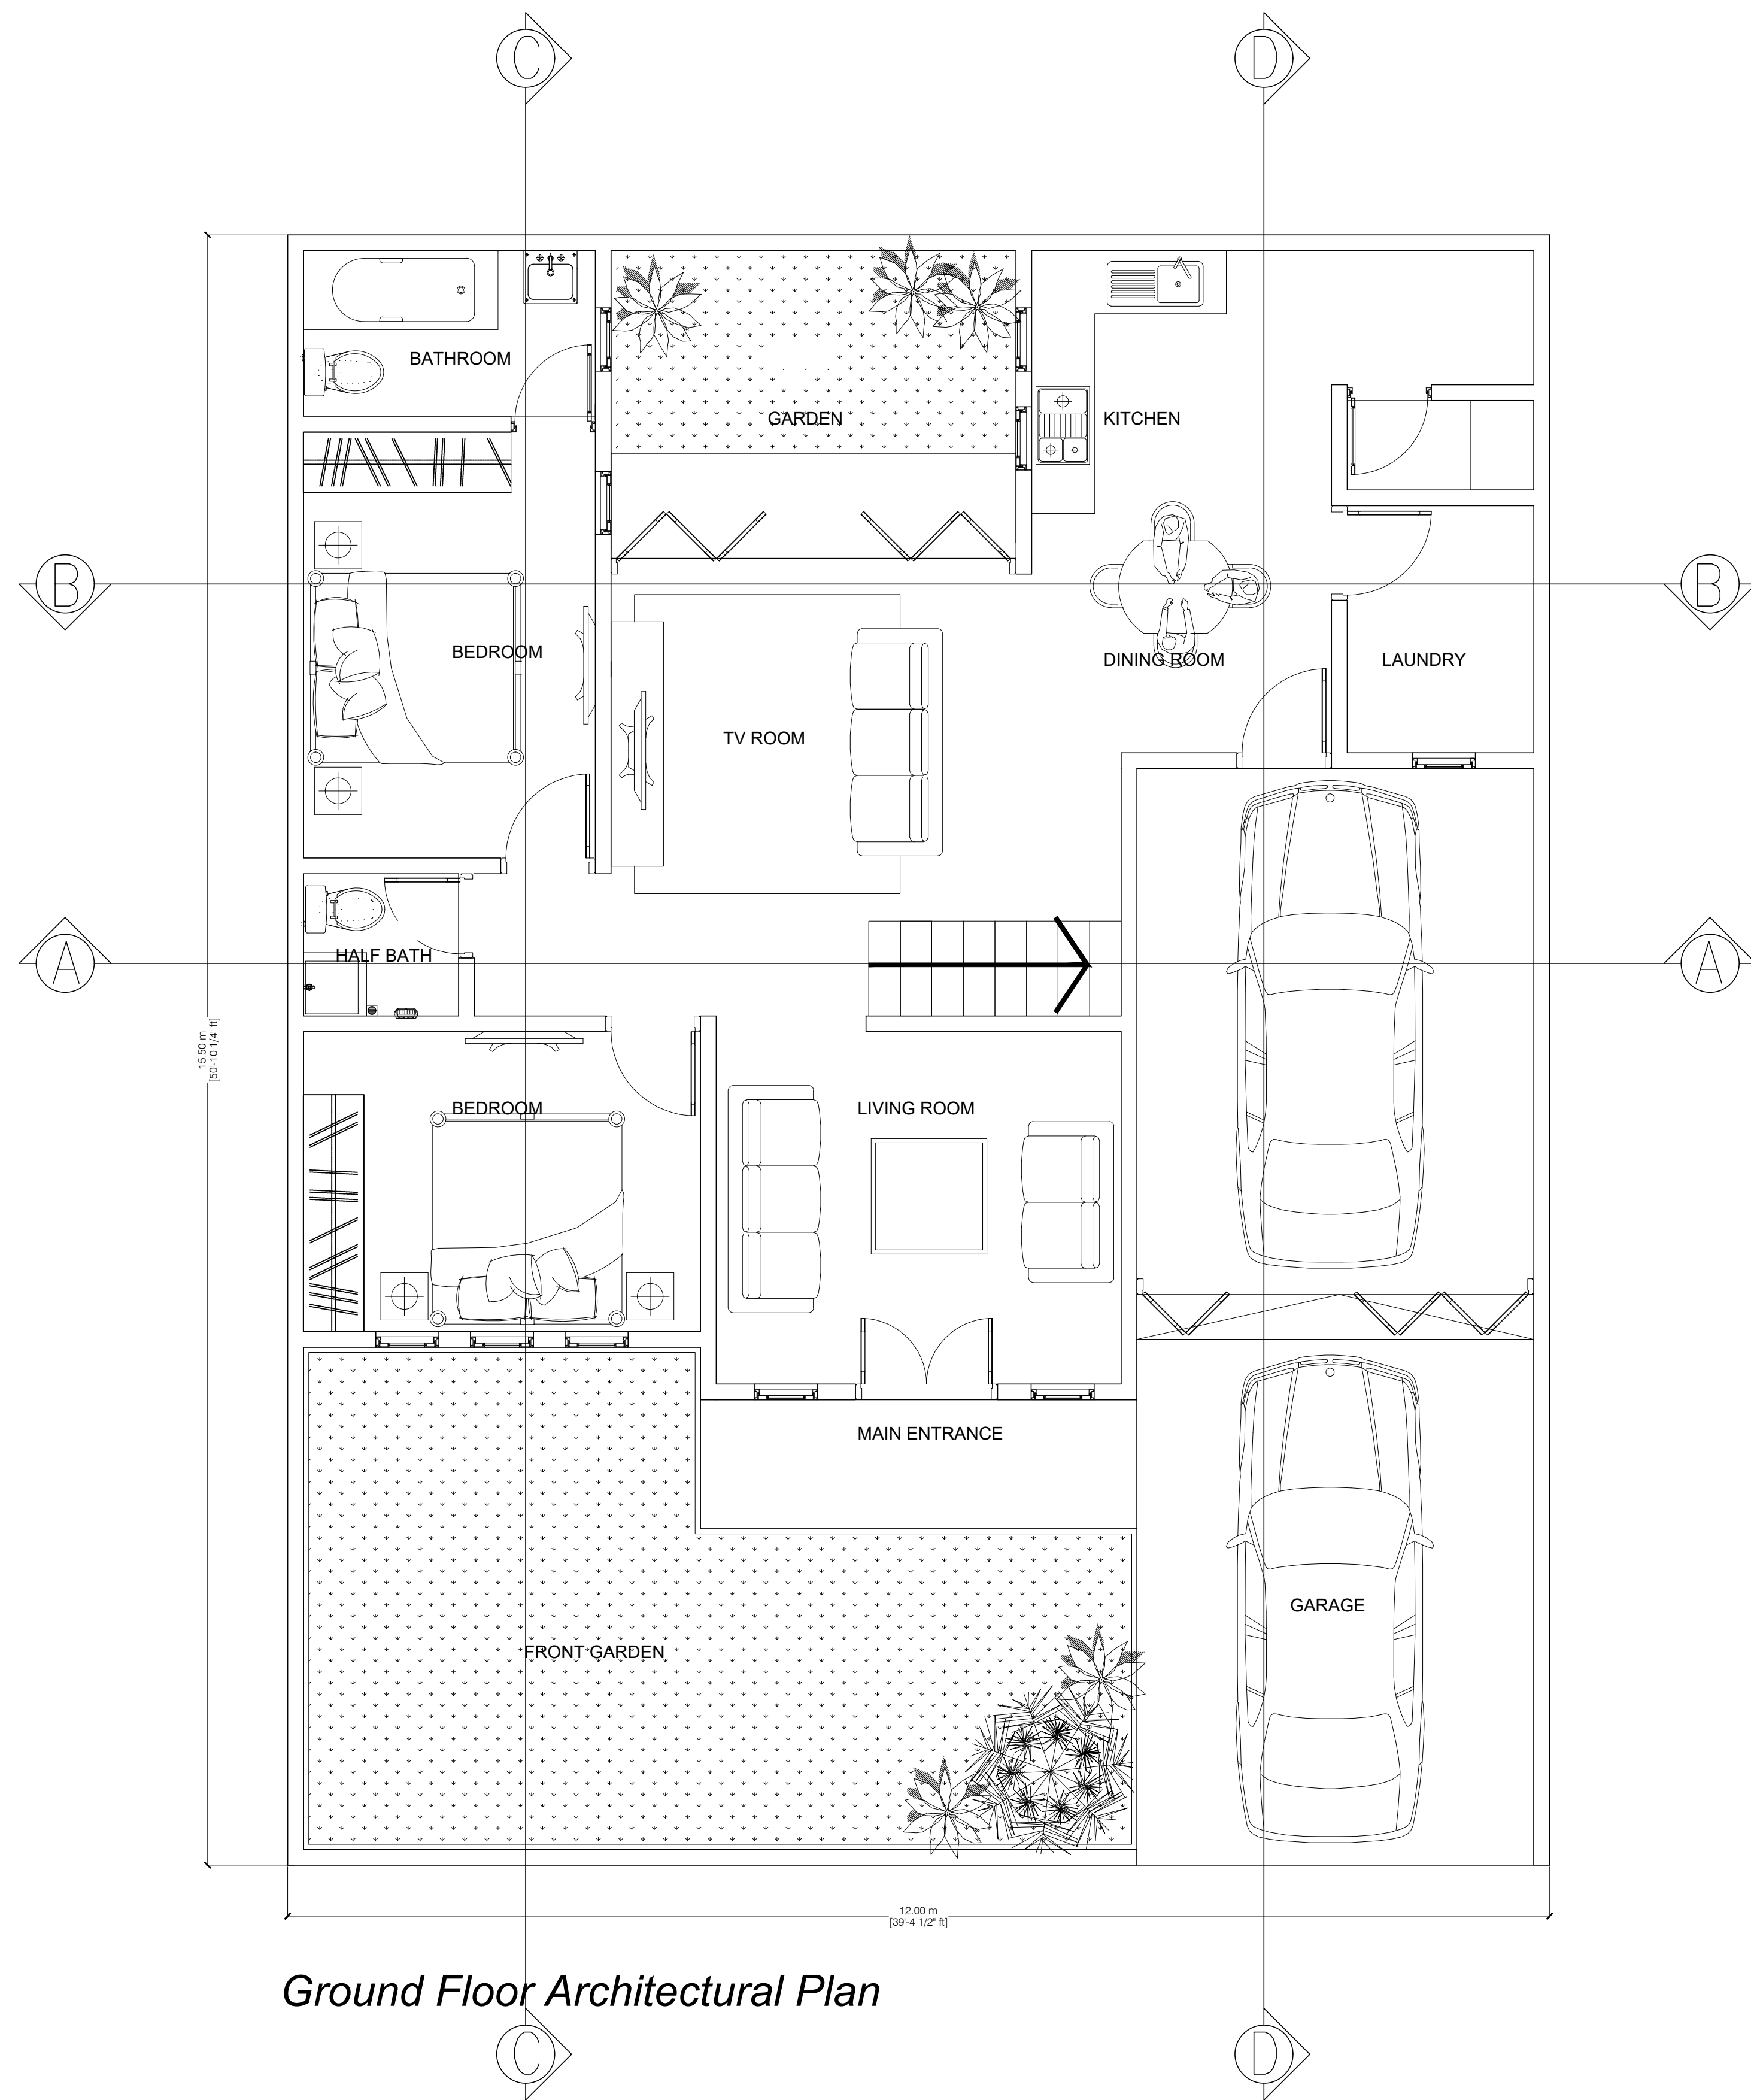 C
D
BATHROOM
GARDEN
KITCHEN
B
B
BEDROOM
DINING ROOM
LAUNDRY
TV ROOM
HALF BATH
A
A
15.50 m
[50'-10 1/4" ft]
BEDROOM
LIVING ROOM
MAIN ENTRANCE
GARAGE
FRONT GARDEN
12.00 m
[39'-4 1/2" ft]
Ground Floor Architectural Plan
C
D